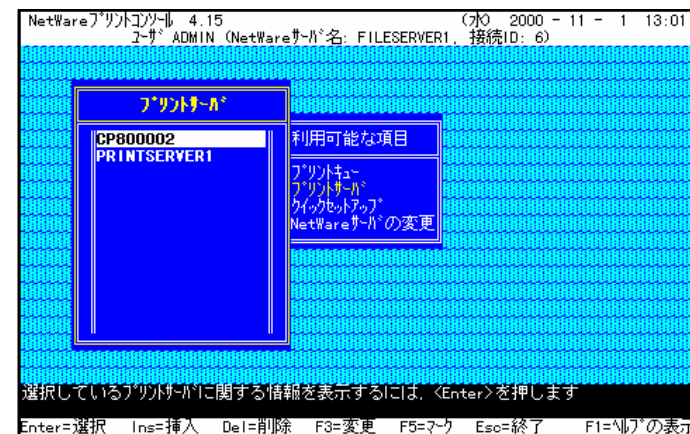 NetWareﾌﾟﾘﾝﾄｺﾝｿｰﾙ 4.15 (水) 2000 - 11 - 1 13:01
ﾕｰｻﾞ ADMIN (NetWareｻｰﾊﾞ名: FILESERVER1, 接続ID: 6)
ﾌﾟﾘﾝﾄｻｰﾊﾞ
CP800002
PRINTSERVER1
利用可能な項目
ﾌﾟﾘﾝﾄｷｭｰ
ﾌﾟﾘﾝﾄｻｰﾊﾞ
ｸｲｯｸｾｯﾄｱｯﾌﾟ
NetWareｻｰﾊﾞの変更
選択しているﾌﾟﾘﾝﾄｻｰﾊﾞに関する情報を表示するには, <Enter>を押します
Enter=選択 Ins=挿入 Del=削除 F3=変更 F5=ﾏｰｸ Esc=終了 F1=ﾍﾙﾌﾟの表示